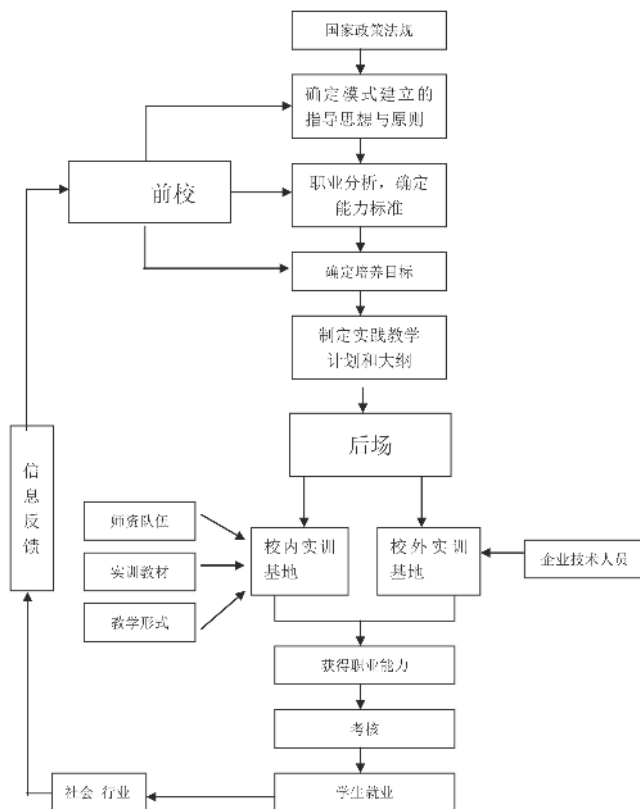 国家政策法规
确定模式建立的
指导思想与原则
前校
职业分析，确定
能力标准
确定培养目标
制定实践教学
计划和大纲
后场
信
息
反
馈
师资队伍
实训教材
教学形式
校内实训
基地
校外实训
基地
企业技术人员
获得职业能力
考核
社会 行业
学生就业